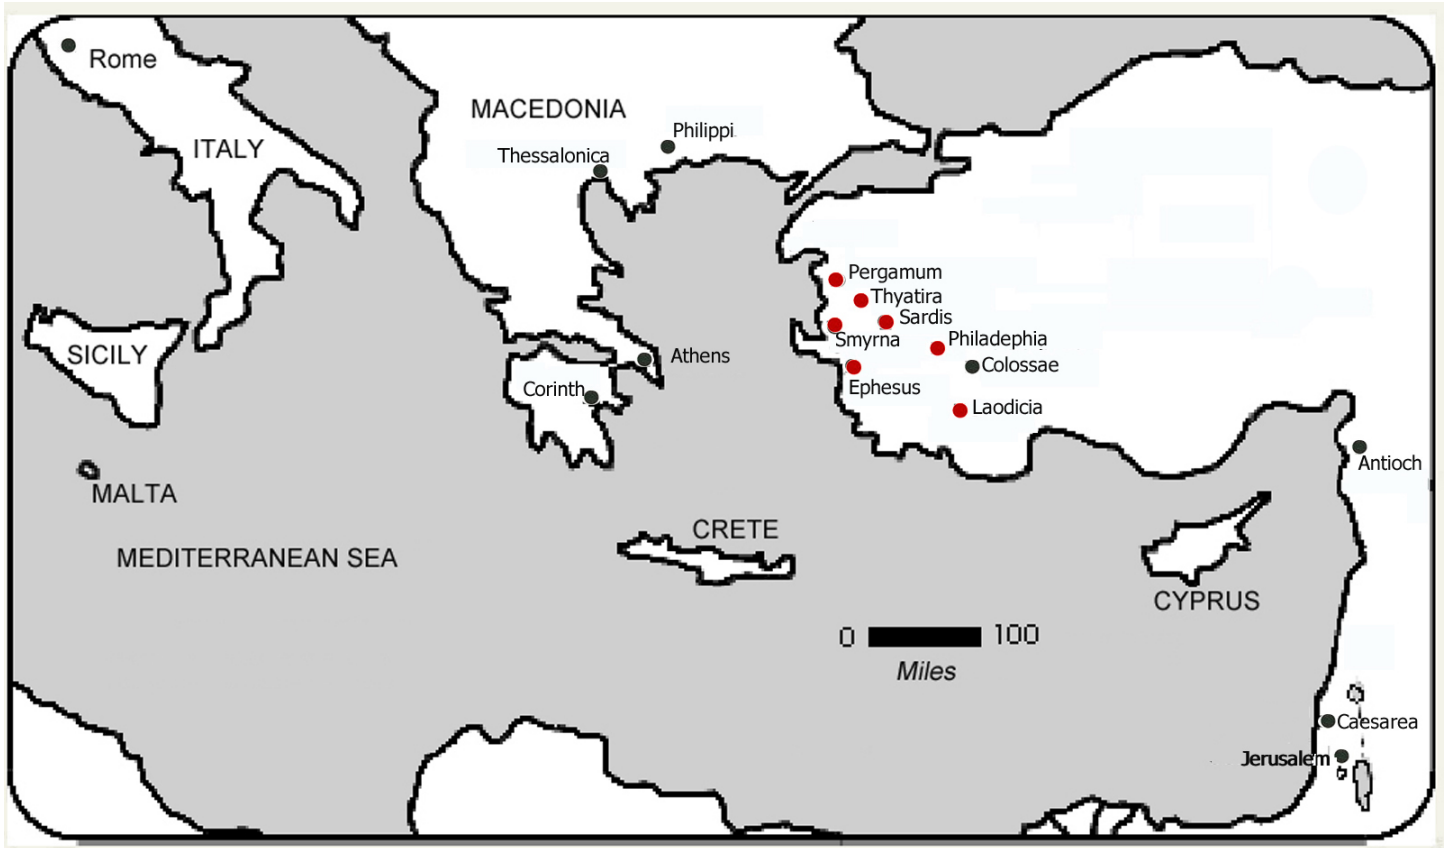 Rome
ITALY
MACEDONIA
Philippi
Thessalonica
Pergamum
Thyatira
Sardis
Smyrna
Philadephia
SICILY
Athens
Colossae
Corinth
Ephesus
Laodicia
Antioch
MALTA
CRETE
MEDITERRANEAN SEA
CYPRUS
0 100
Miles
Caesarea
Jerusalem